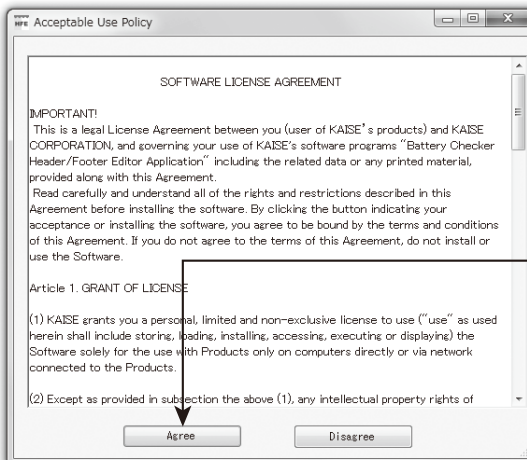 HFE Acceptable Use Policy
SOFTWARE LICENSE AGREEMENT
IMPORTANT!
This is a legal License Agreement between you (user of KAISE's products) and KAISE
CORPORATION, and governing your use of KAISE's software programs "Battery Checker
Header/Footer Editor Application" including the related data or any printed material,
provided along with this Agreement.
Read carefully and understand all of the rights and restrictions described in this
Agreement before installing the software. By clicking the button indicating your
acceptance or installing the software, you agree to be bound by the terms and conditions
of this Agreement. If you do not agree to the terms of this Agreement, do not install or
use the Software.
Article 1. GRANT OF LICENSE
(1) KAISE grants you a personal, limited and non-exclusive license to use ("use" as used
herein shall include storing, loading, installing, accessing, executing or displaying) the
Software solely for the use with Products only on computers directly or via network
connected to the Products.
(2) Except as provided in subsection the above (1), any intellectual property rights of
Agree
Disagree